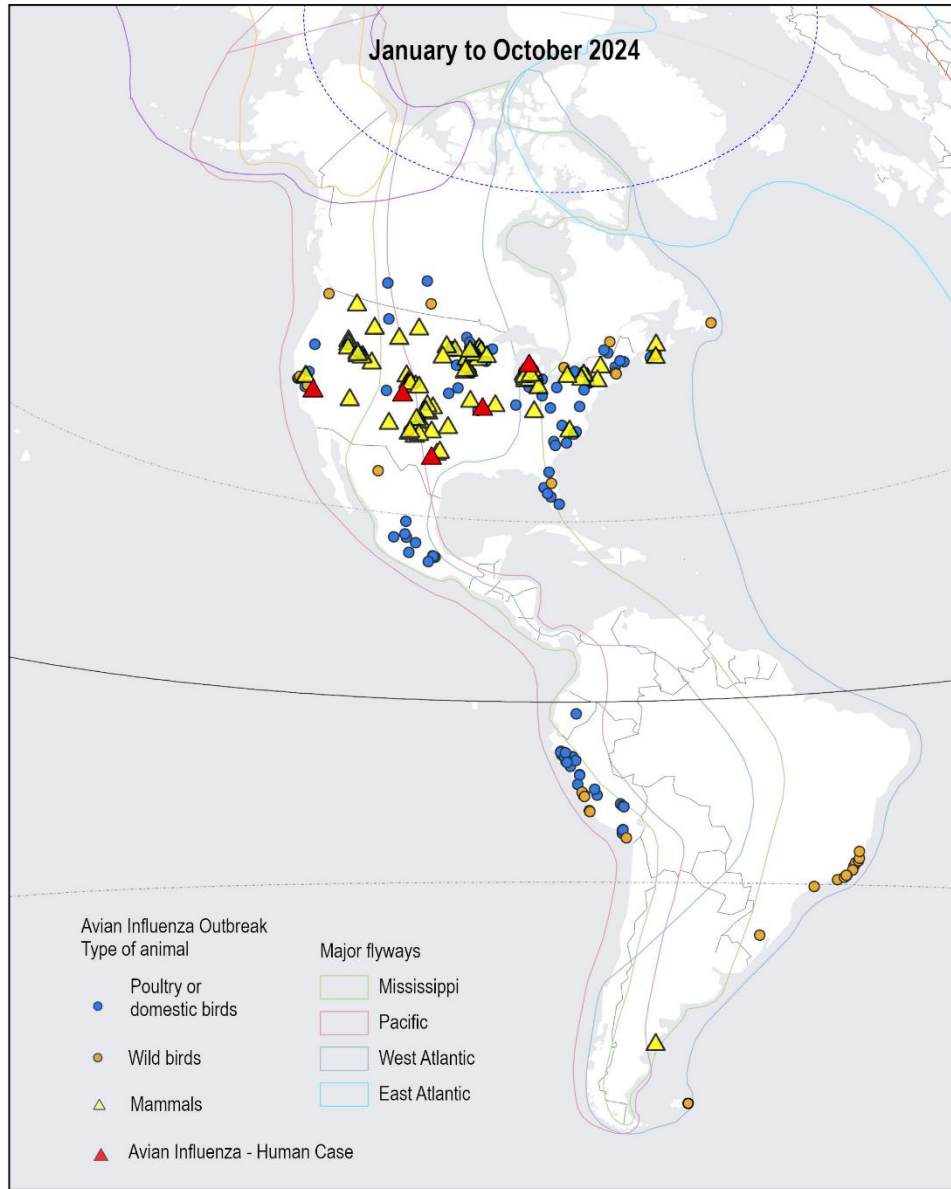 January to October 2024
Avian Influenza Outbreak
Type of animal
Poultry or
domestic birds
Wild birds
Mammals
Avian Influenza - Human Case
Major flyways
Mississippi
Pacific
West Atlantic
East Atlantic